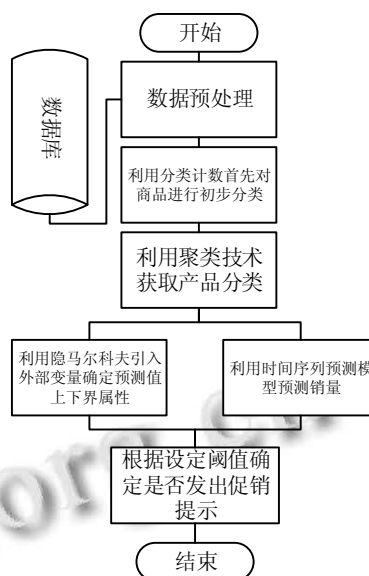 开始
数据库
数据预处理
利用分类计数首先对
商品进行初步分类
利用聚类技术
获取产品分类
利用隐马尔科夫引入
外部变量确定预测值
上下界属性
利用时间序列预测模
型预测销量
根据设定阈值确
定是否发出促销
提示
结束